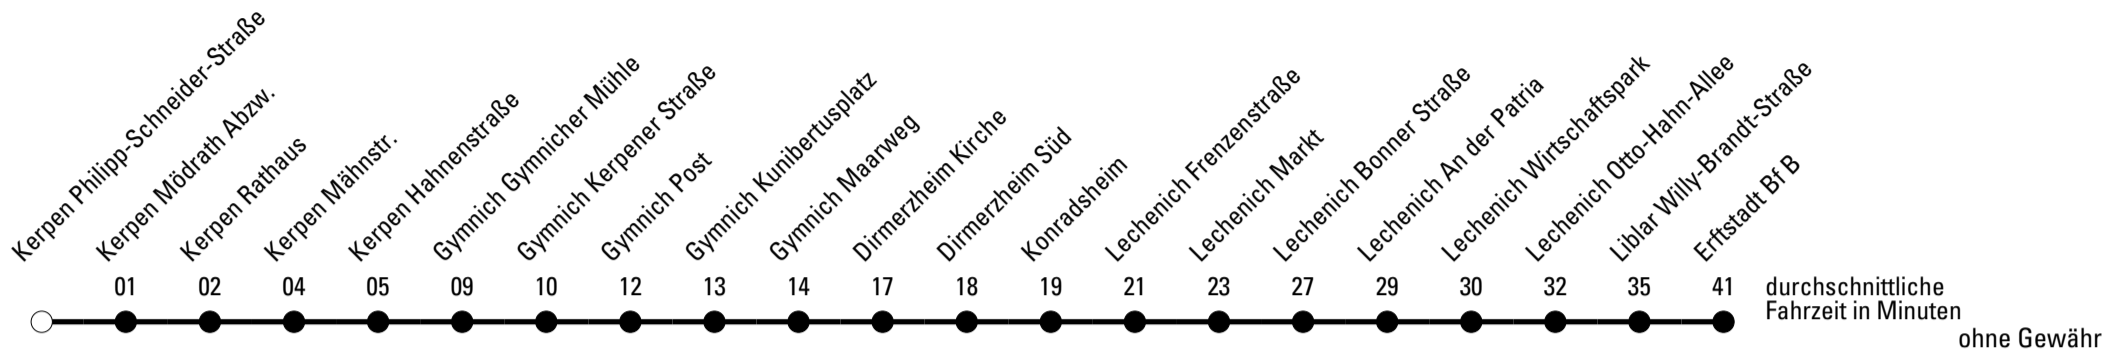 Kerpen Philipp-Schneider-Straße
Kerpen Mödrath Abzw.
Kerpen Rathaus
Kerpen Mähnstr.
Kerpen Hahnenstraße
Gymnich Gymnicher Mühle
Gymnich Kerpener Straße
Gymnich Post
Gymnich Kunibertusplatz
Gymnich Maarweg
Dirmerzheim Kirche
Dirmerzheim Süd
Konradsheim
Lechenich Frenzenstraße
Lechenich Markt
Lechenich Bonner Straße
Lechenich An der Patria
Lechenich Wirtschaftspark
Lechenich Otto-Hahn-Allee
Liblar Willy-Brandt-Straße
Erftstadt Bf B
01 02 04 05 09 10 12 13 14 17 18 19 21 23 27 29 30 32 35 41
durchschnittliche
Fahrzeit in Minuten
ohne Gewähr